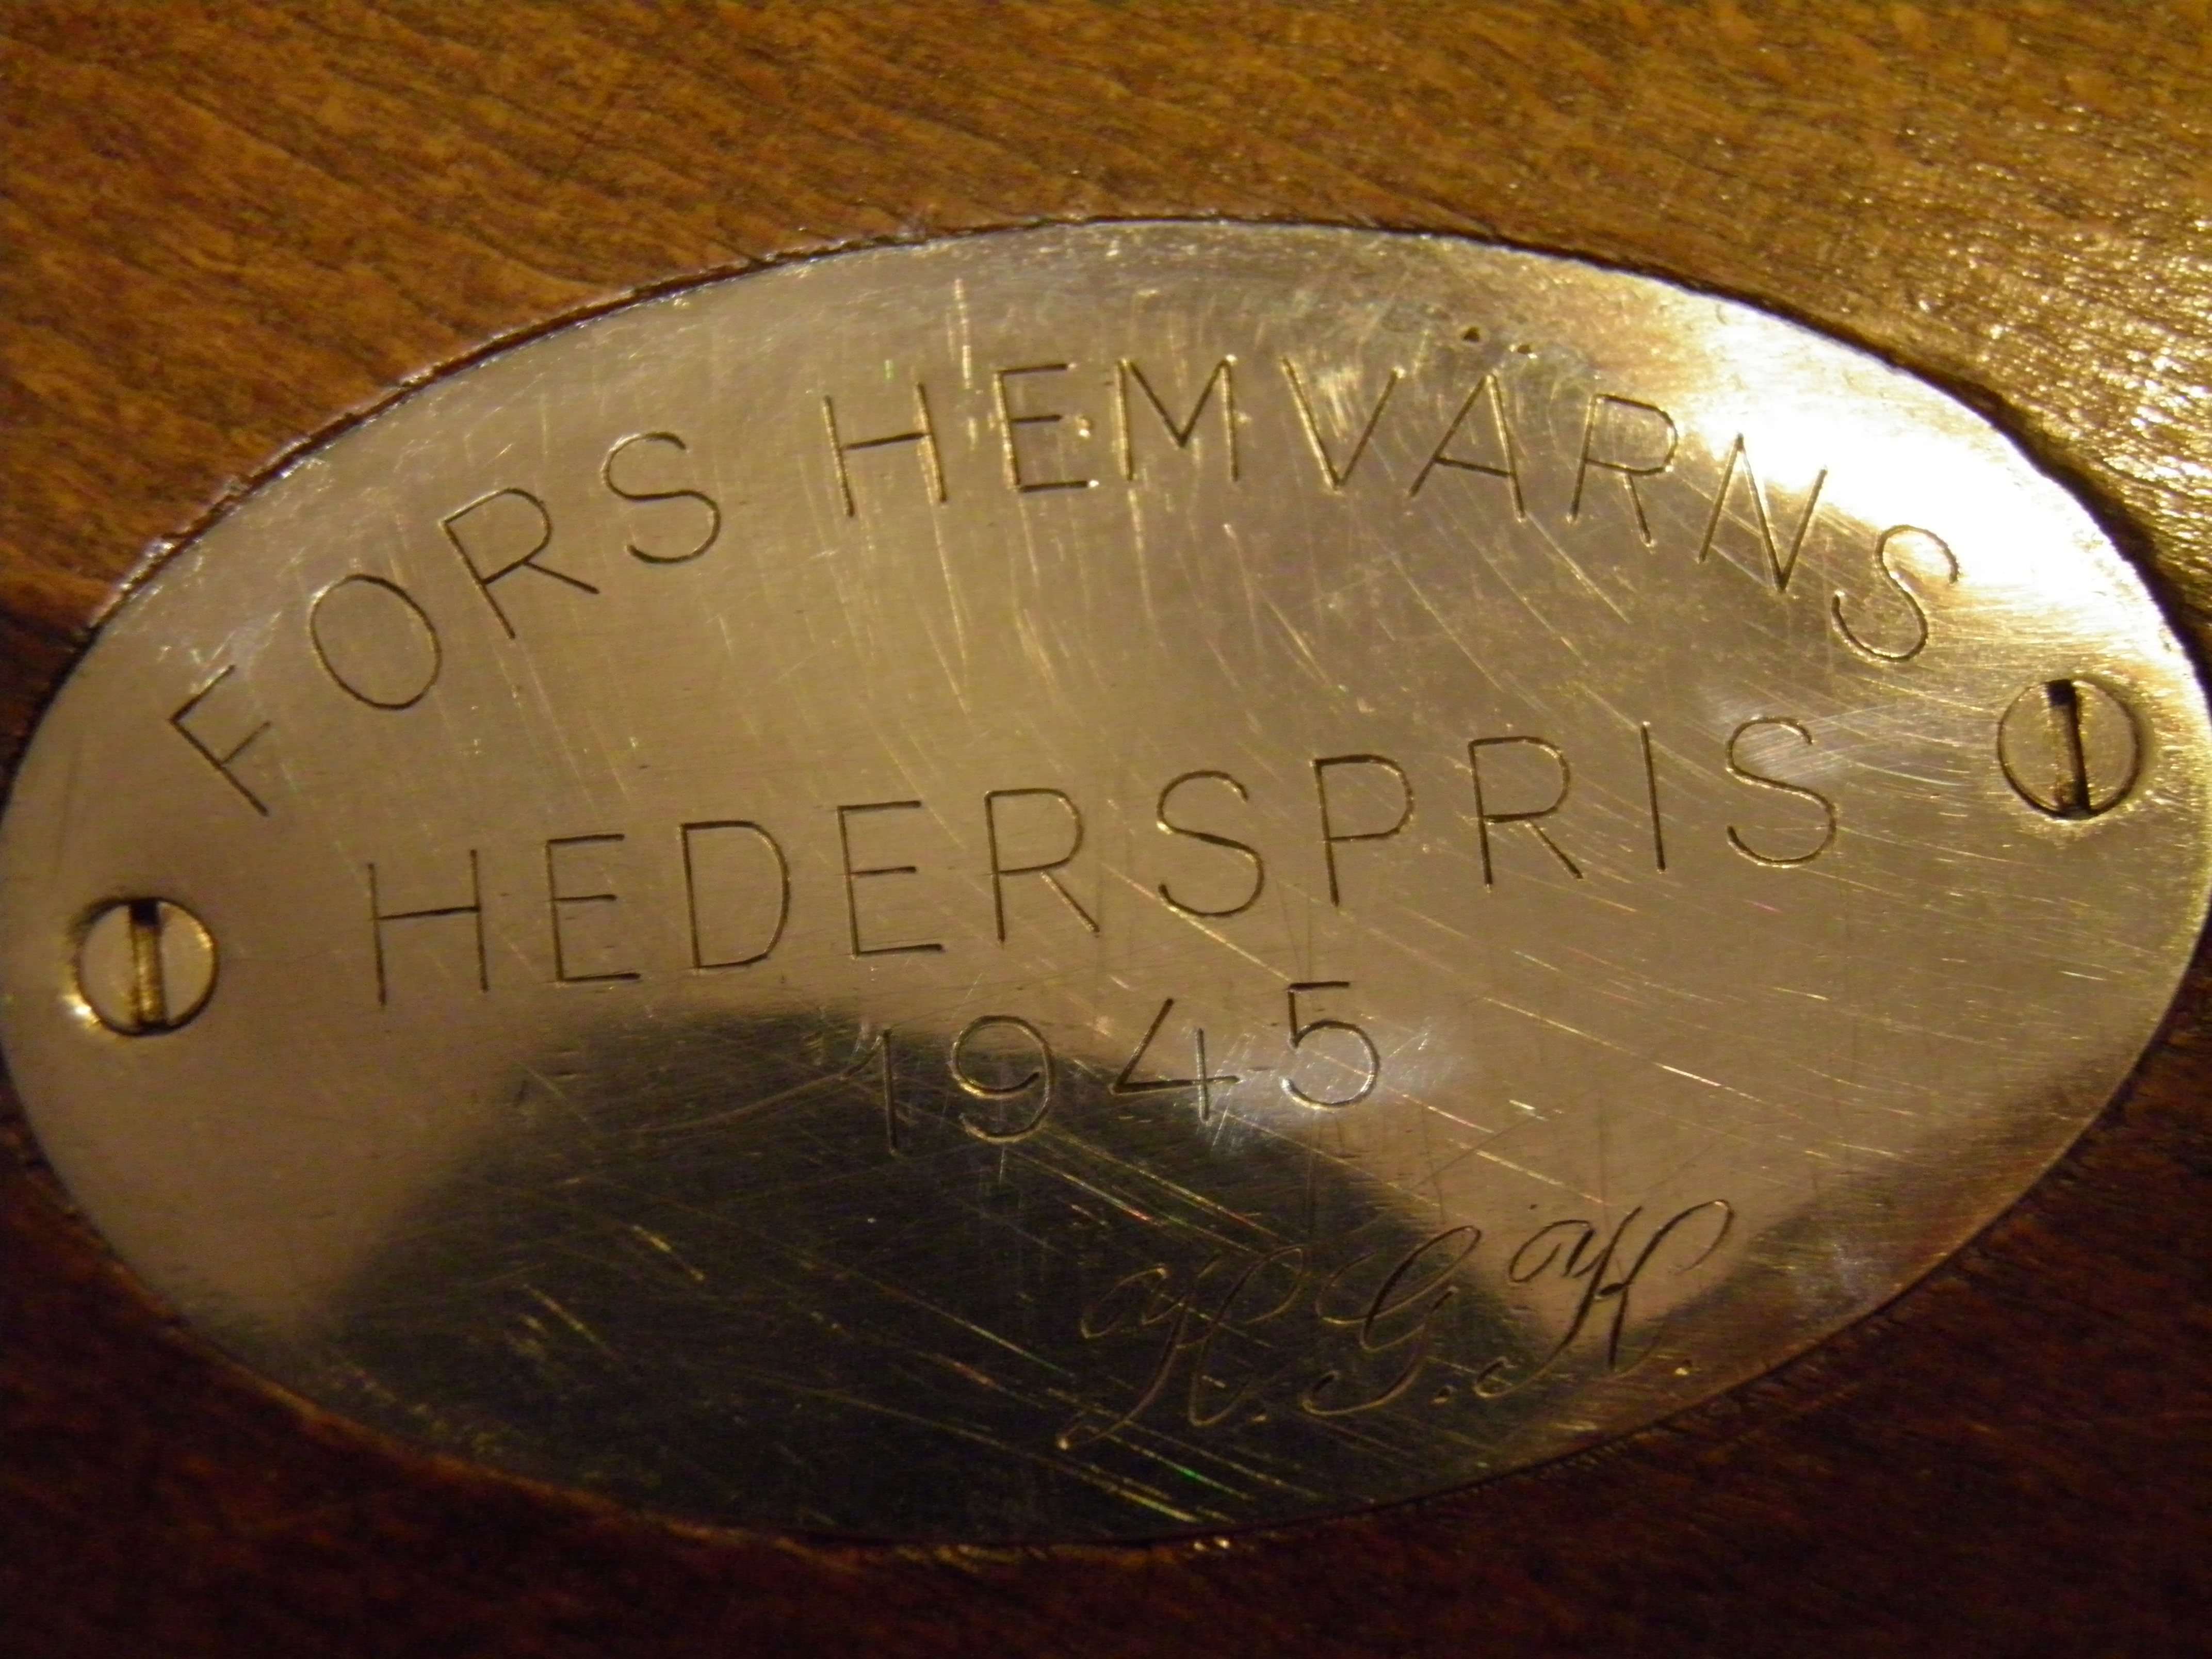 FORS HEMVÄRNS
HEDERSPRIS
1945
H.G.H.